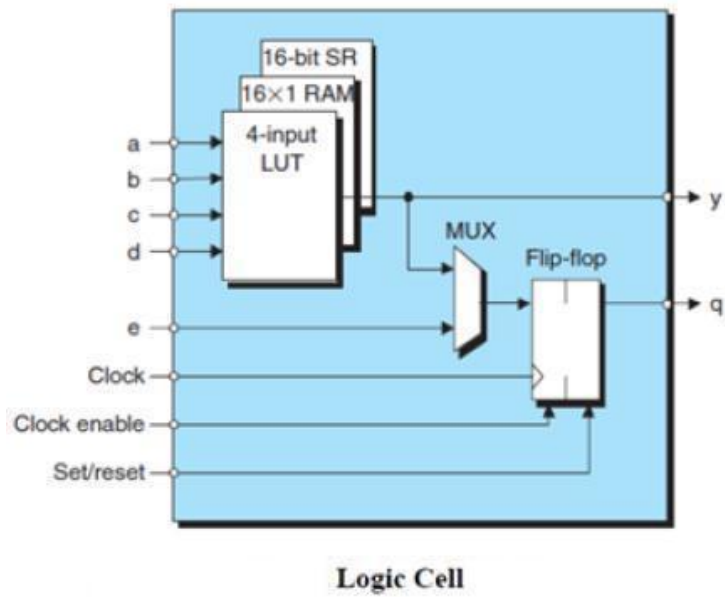 16-bit SR
16×1 RAM
4-input
LUT
a
b
c
d
e
Clock
Clock enable
Set/reset
MUX
Flip-flop
y
q
Logic Cell